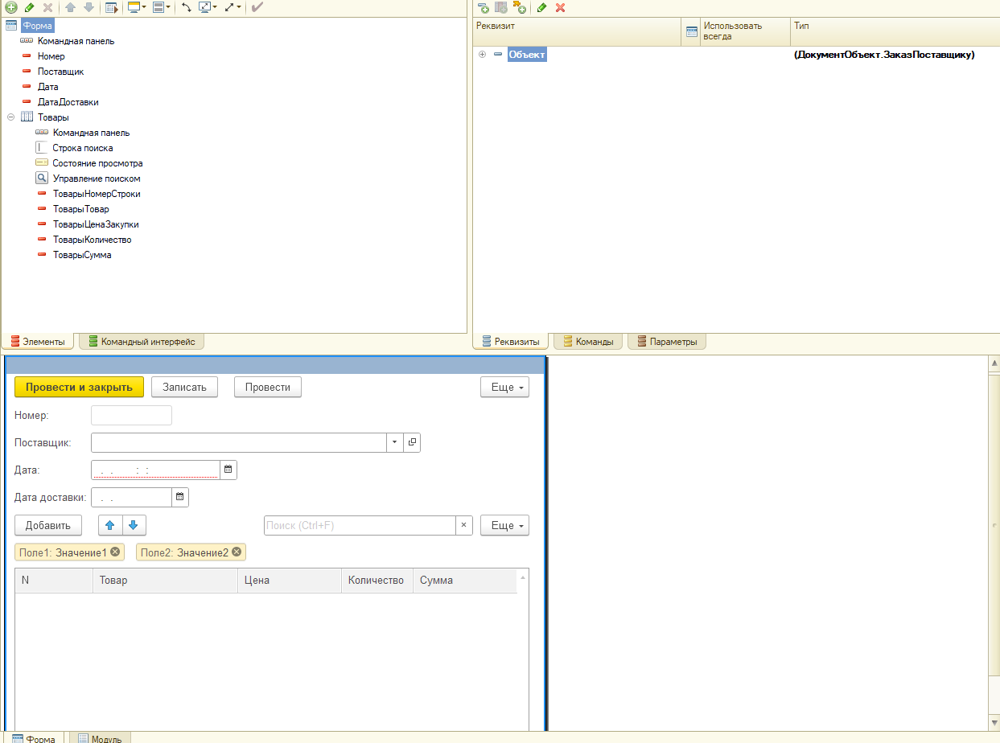 Форма
Командная панель
Номер
Поставщик
Дата
ДатаДоставки
Товары
Командная панель
Строка поиска
Состояние просмотра
Управление поиском
ТоварыНомерСтроки
ТоварыТовар
ТоварыЦенаЗакупки
ТоварыКоличество
ТоварыСумма
Элементы Командный интерфейс
Реквизит Использовать всегда Тип
Объект (ДокументОбъект.ЗаказПоставщику)
Реквизиты Команды Параметры
Провести и закрыть Записать Провести Еще
Номер:
Поставщик:
Дата: . . : :
Дата доставки: . .
Добавить Поиск (Ctrl+F) × Еще
Поле1: Значение1 Поле2: Значение2
N Товар Цена Количество Сумма
Форма Модуль